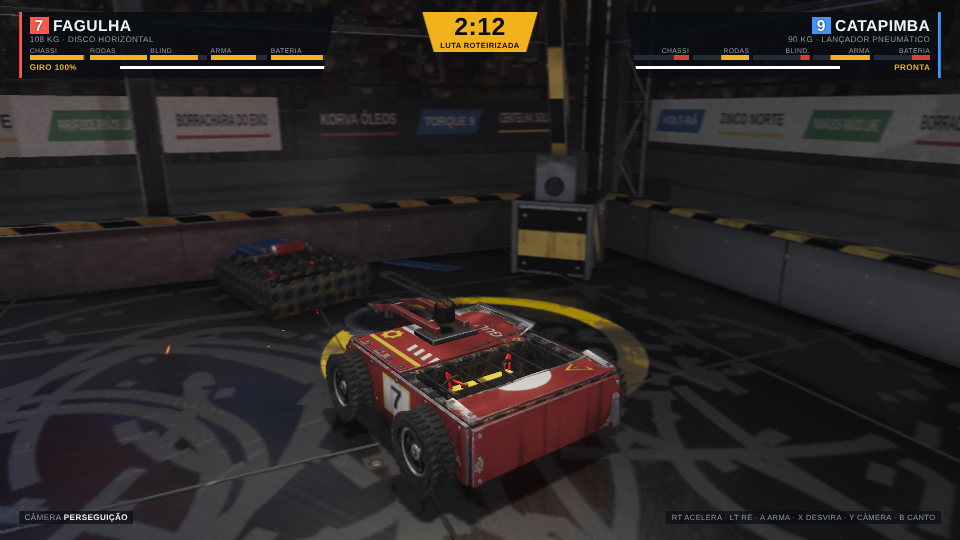 7 FAGULHA
108 KG · DISCO HORIZONTAL
CHASSI RODAS BLIND. ARMA BATERIA
GIRO 100%
2:12
LUTA ROTEIRIZADA
9 CATAPIMBA
90 KG · LANÇADOR PNEUMÁTICO
CHASSI RODAS BLIND. ARMA BATERIA
PRONTA
BORRACHARIA DO EIXO
KORVA ÓLEOS
TORQUE 9
CENTELHA
VOLT-RÁ
ZINCO NORTE
7
CÂMERA PERSEGUIÇÃO
RT ACELERA · LT RÉ · A ARMA · X DESVIRA · Y CÂMERA · B CANTO